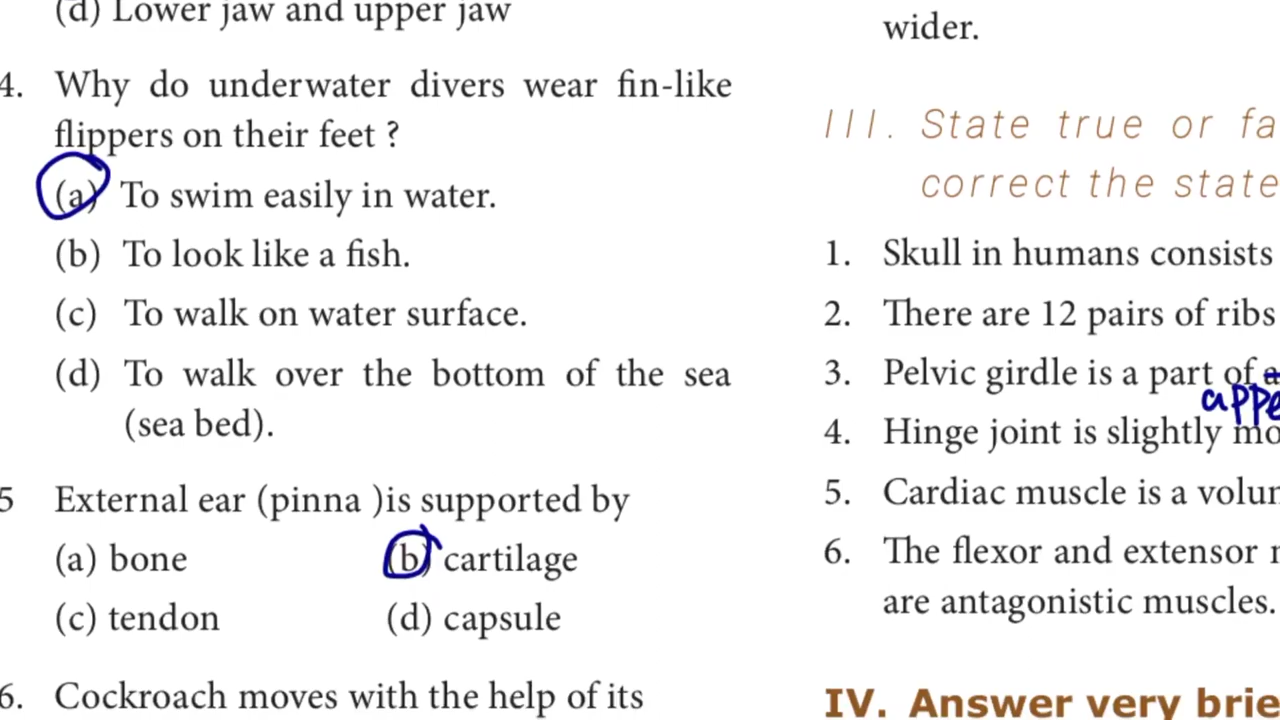 (d) Lower jaw and upper jaw
4. Why do underwater divers wear fin-like
flippers on their feet ?
(a) To swim easily in water.
(b) To look like a fish.
(c) To walk on water surface.
(d) To walk over the bottom of the sea
(sea bed).
5 External ear (pinna )is supported by
(a) bone (b) cartilage
(c) tendon (d) capsule
6. Cockroach moves with the help of its
wider.
III. State true or fa
correct the state
1. Skull in humans consists
2. There are 12 pairs of ribs
3. Pelvic girdle is a part of a
appe
4. Hinge joint is slightly mo
5. Cardiac muscle is a volun
6. The flexor and extensor
are antagonistic muscles.
IV. Answer very brie